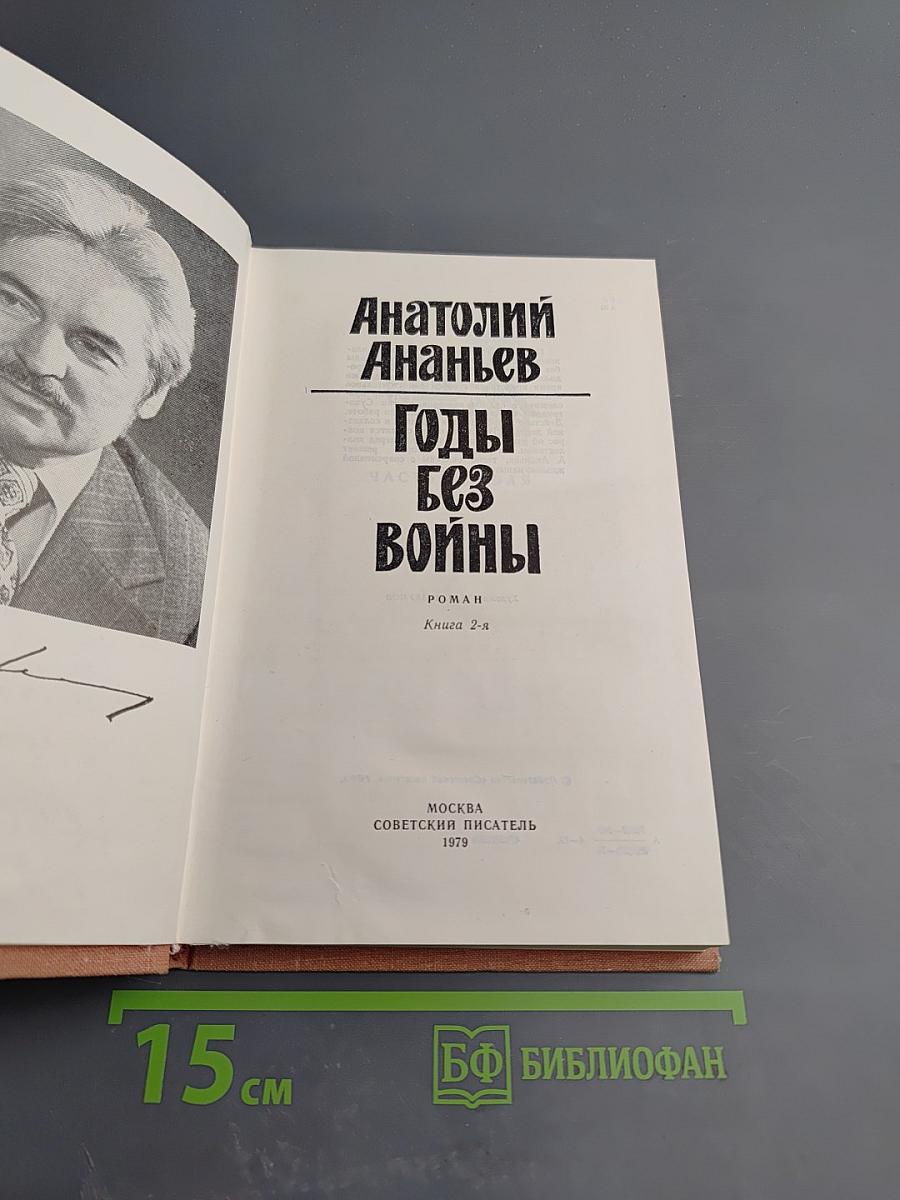 Анатолий
Ананьев
Годы
без
войны
РОМАН
Книга 2-я
МОСКВА
СОВЕТСКИЙ ПИСАТЕЛЬ
1979
15 см
БФ БИБЛИОФАН